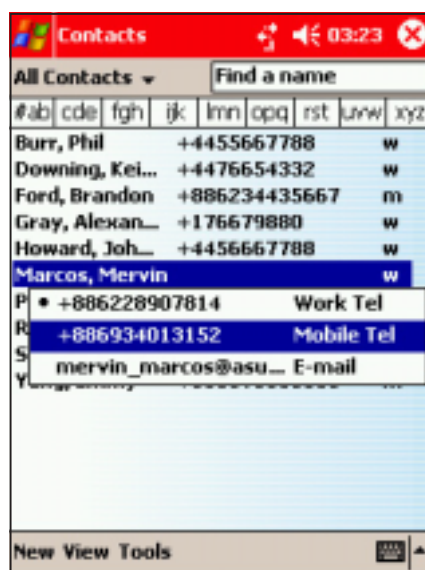 Contacts 03:23
All Contacts Find a name
#ab cde fgh ijk lmn opq rst uvw xyz
Burr, Phil +4455667788 w
Downing, Kei... +4476654332 w
Ford, Brandon +886234435667 m
Gray, Alexan... +176679880 w
Howard, Joh... +4456667788 w
Marcos, Mervin w
P • +886228907814 Work Tel
R +886934013152 Mobile Tel
S mervin_marcos@asu... E-mail
New View Tools